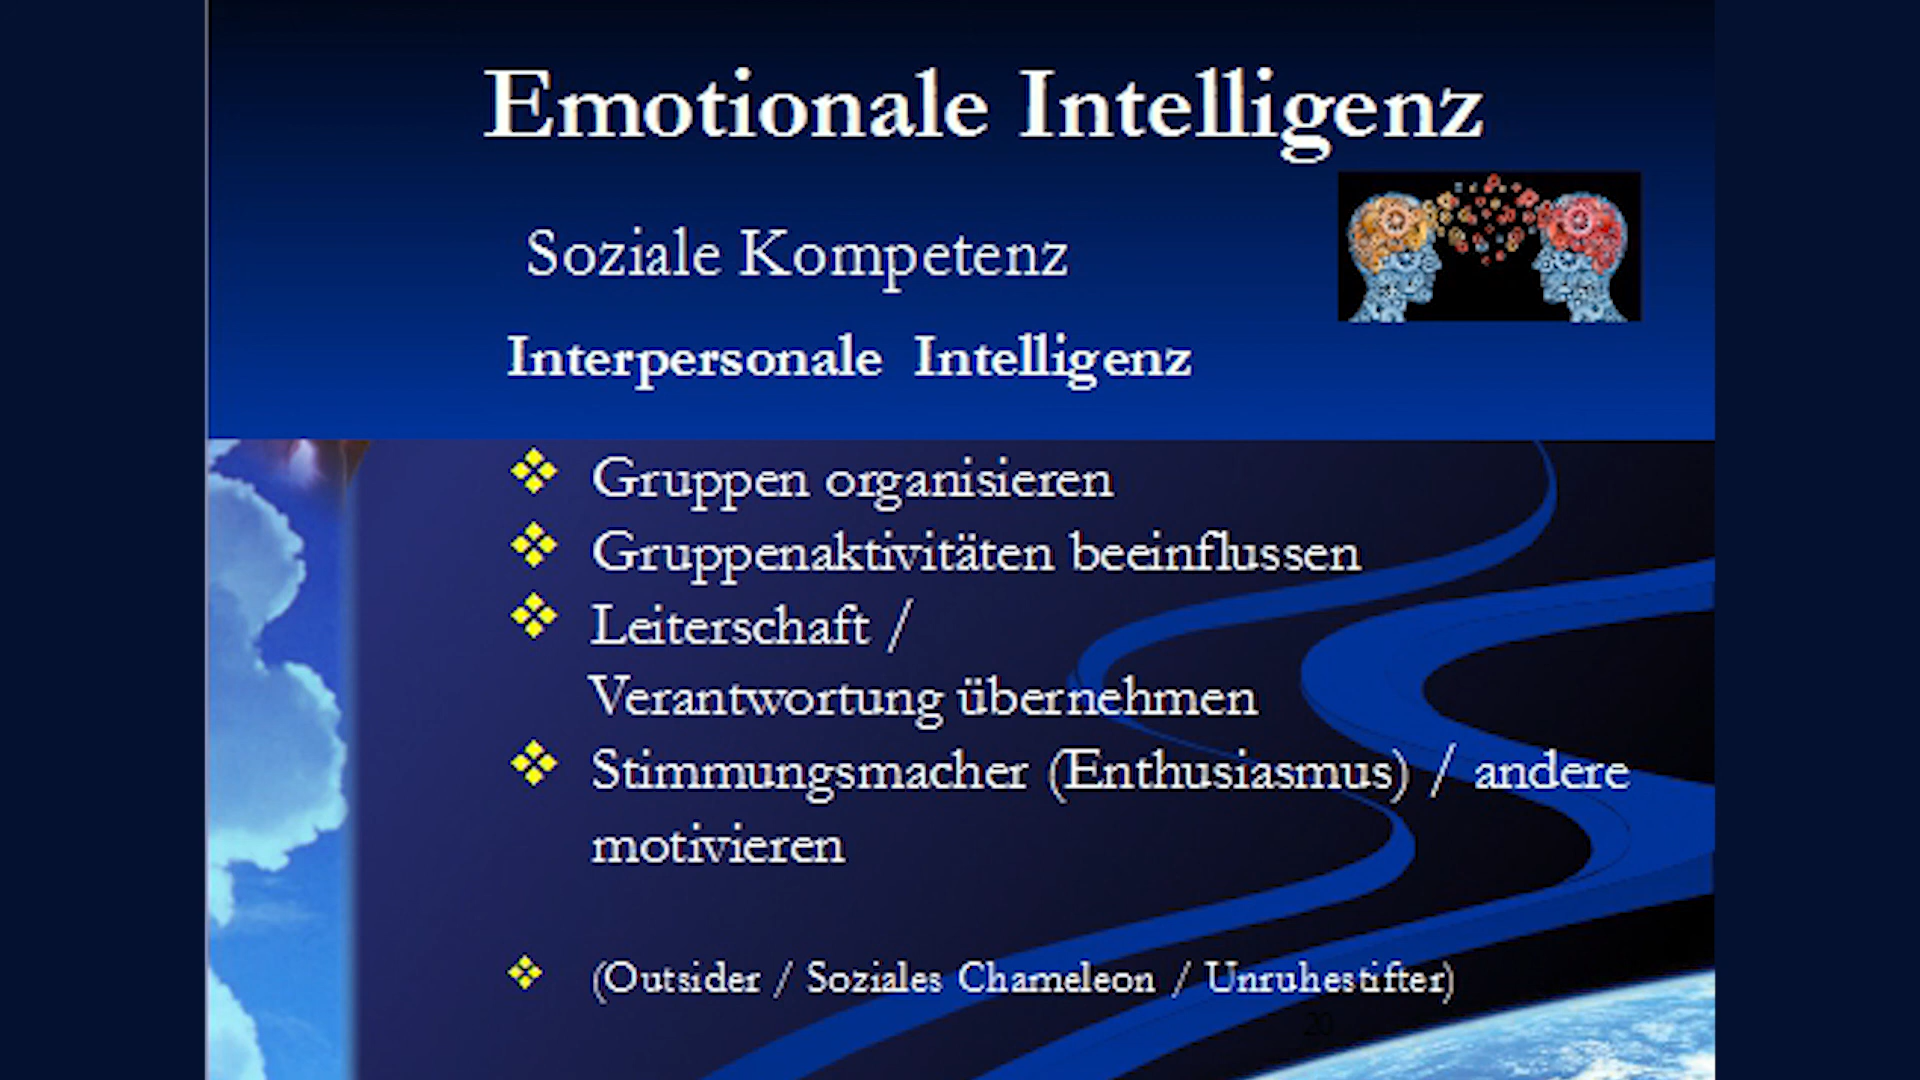 Emotionale Intelligenz
Soziale Kompetenz
Interpersonale Intelligenz
Gruppen organisieren
Gruppenaktivitäten beeinflussen
Leiterschaft /
Verantwortung übernehmen
Stimmungsmacher (Enthusiasmus) / andere
motivieren
(Outsider / Soziales Chameleon / Unruhestifter)
20